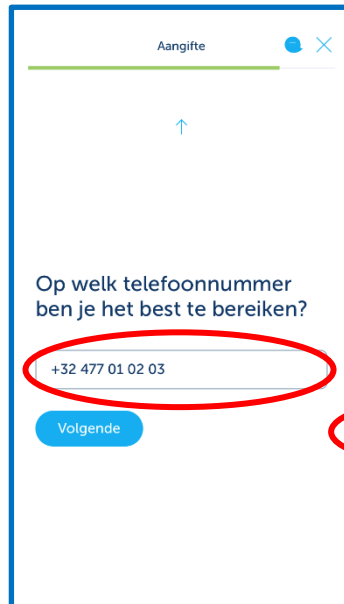 Aangifte
Op welk telefoonnummer
ben je het best te bereiken?
+32 477 01 02 03
Volgende